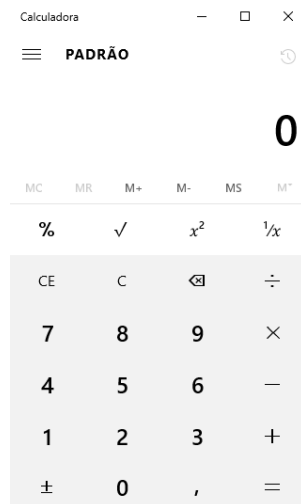 Calculadora
PADRÃO
0
MC MR M+ M- MS M˅
% √ x² ¹/x
CE C ÷
7 8 9 ×
4 5 6 −
1 2 3 +
± 0 , =